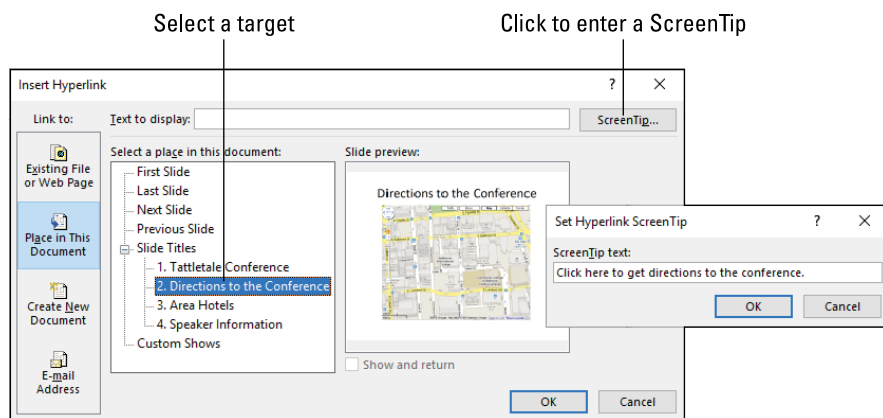 Select a target
Click to enter a ScreenTip
Insert Hyperlink
?
Link to:
Text to display:
ScreenTip...
Existing File
or Web Page
Place in This
Document
Create New
Document
E-mail
Address
Select a place in this document:
First Slide
Last Slide
Next Slide
Previous Slide
Slide Titles
1. Tattletale Conference
2. Directions to the Conference
3. Area Hotels
4. Speaker Information
Custom Shows
Slide preview:
Directions to the Conference
Show and return
OK
Cancel
Set Hyperlink ScreenTip
?
ScreenTip text:
Click here to get directions to the conference.
OK
Cancel